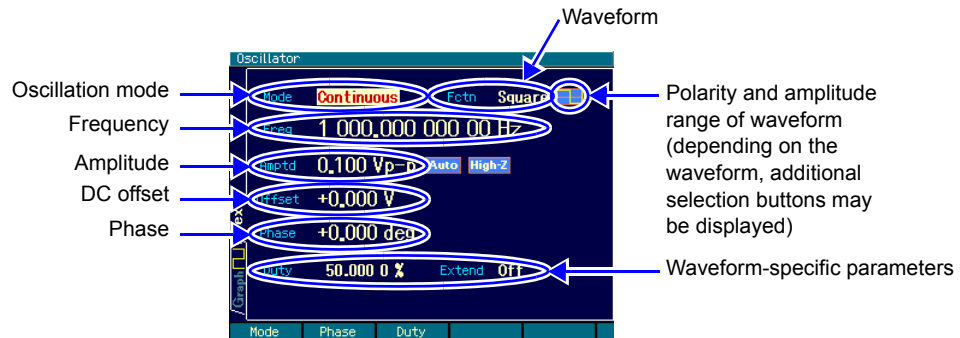 Waveform
Oscillator
Oscillation mode
Mode Continuous Fctn Square
Polarity and amplitude
range of waveform
(depending on the
waveform, additional
selection buttons may
be displayed)
Frequency
Freq 1 000.000 000 00 Hz
Amplitude
Amptd 0.100 Vp-p Auto High-Z
DC offset
Offset +0.000 V
Phase
Phase +0.000 deg
Duty 50.000 0 % Extend Off
Waveform-specific parameters
Graph
Mode Phase Duty